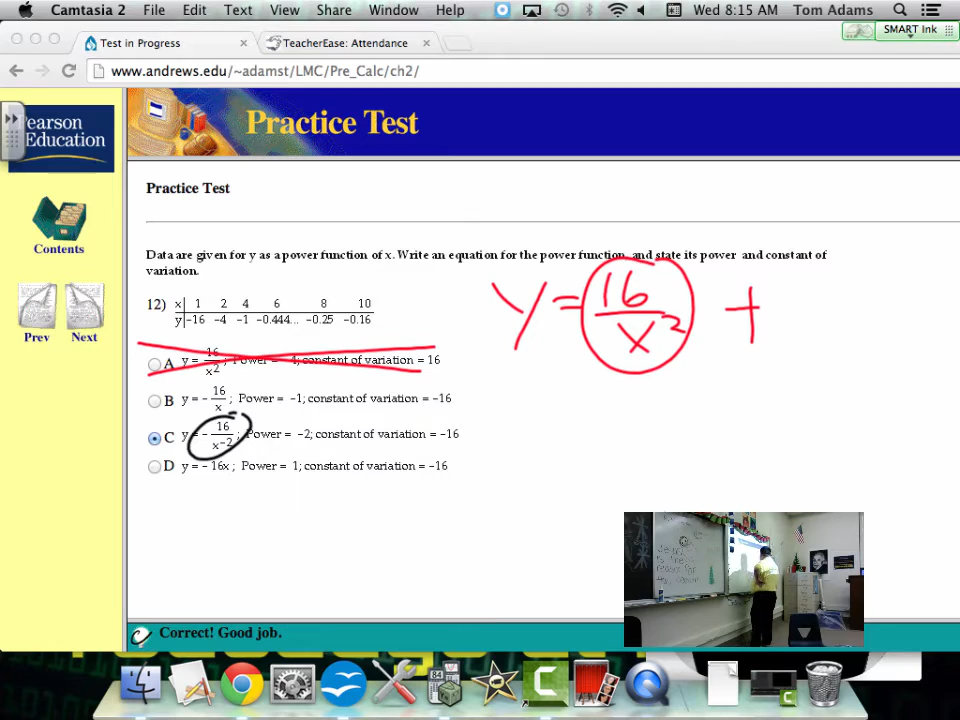 Camtasia 2 File Edit Text View Share Window Help Wed 8:15 AM Tom Adams
Test in Progress TeacherEase: Attendance SMART Ink
www.andrews.edu/~adamst/LMC/Pre_Calc/ch2/
Pearson Education Practice Test
Practice Test
Contents
Prev Next
Data are given for y as a power function of x. Write an equation for the power function, and state its power and constant of
variation.
12) x 1 2 4 6 8 10
y -16 -4 -1 -0.444... -0.25 -0.16
A y = 16/x²; Power = 4; constant of variation = 16
B y = - 16/x; Power = -1; constant of variation = -16
C y = - 16/x⁻²; Power = -2; constant of variation = -16
D y = - 16x; Power = 1; constant of variation = -16
y = 16/x² +
Correct! Good job.